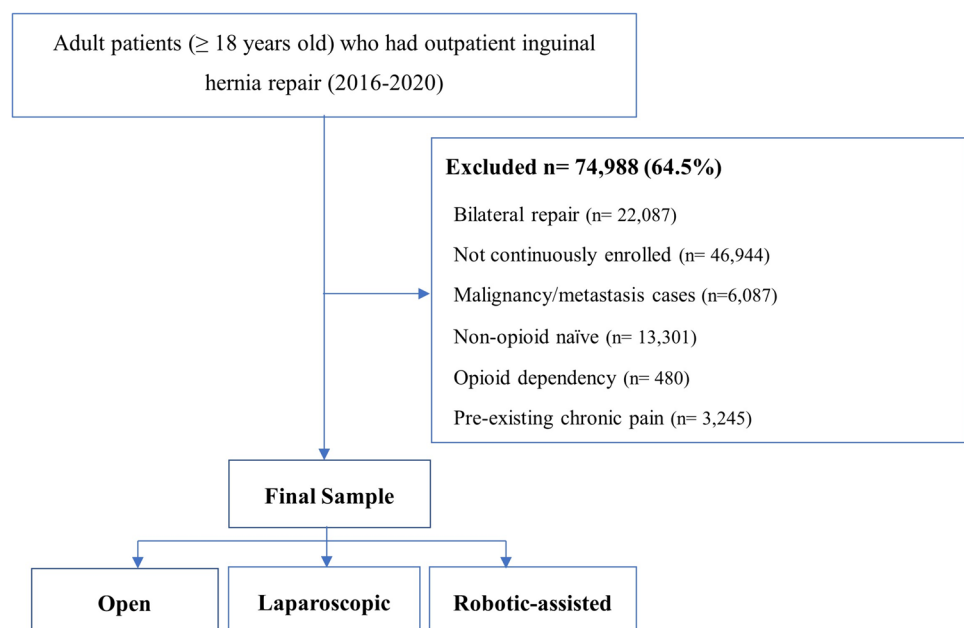 Adult patients (≥ 18 years old) who had outpatient inguinal
hernia repair (2016-2020)
Excluded n= 74,988 (64.5%)
Bilateral repair (n= 22,087)
Not continuously enrolled (n= 46,944)
Malignancy/metastasis cases (n=6,087)
Non-opioid naïve (n= 13,301)
Opioid dependency (n= 480)
Pre-existing chronic pain (n= 3,245)
Final Sample
Open
Laparoscopic
Robotic-assisted